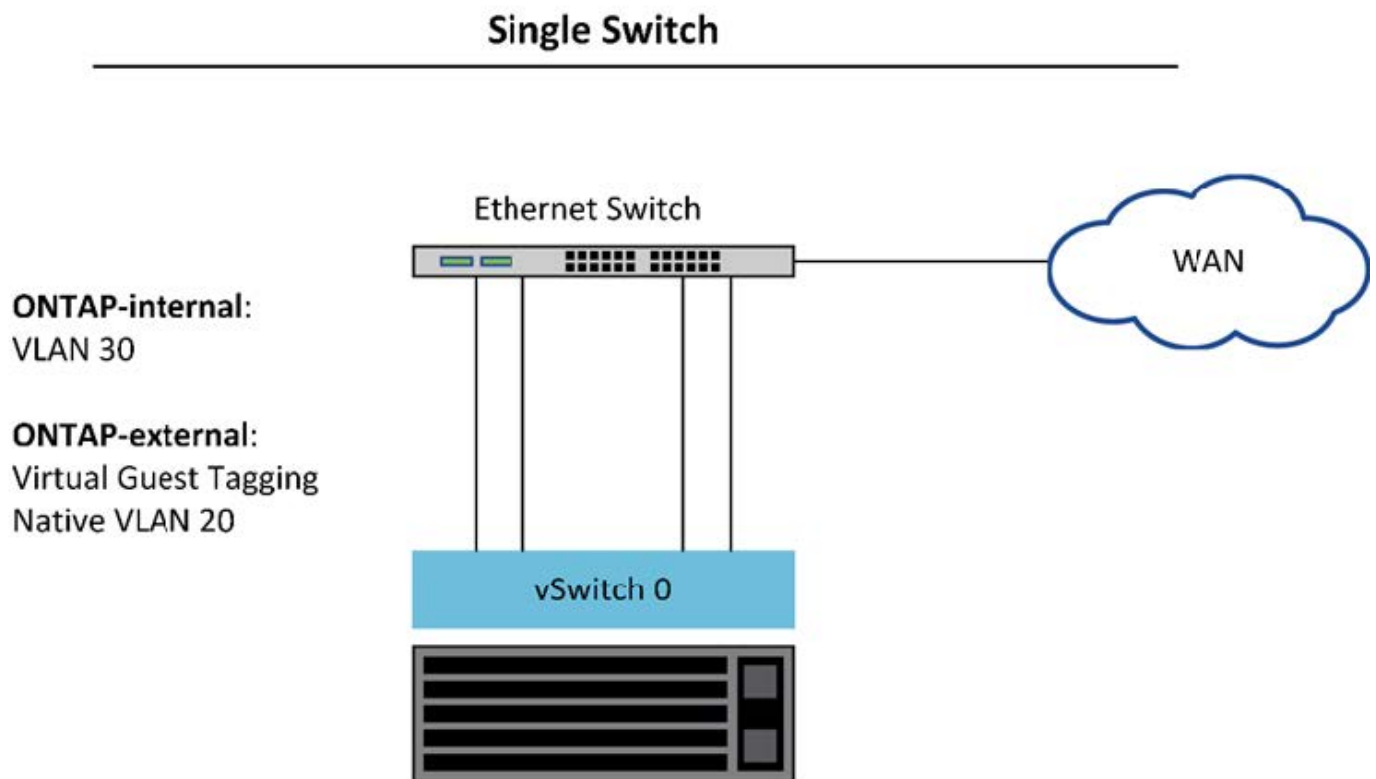 Single Switch
Ethernet Switch
WAN
ONTAP-internal:
VLAN 30
ONTAP-external:
Virtual Guest Tagging
Native VLAN 20
vSwitch 0